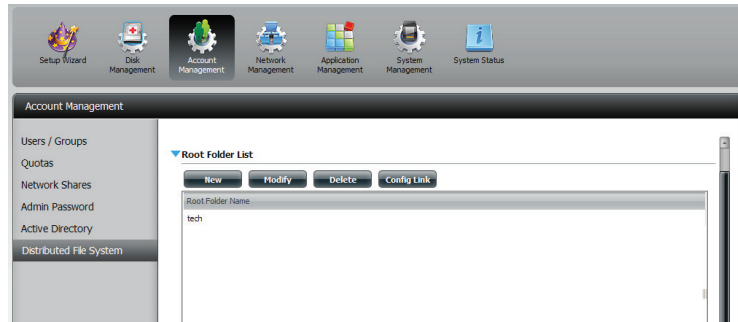 Setup Wizard
Disk
Management
Account
Management
Network
Management
Application
Management
System
Management
System Status
Account Management
Users / Groups
Quotas
Network Shares
Admin Password
Active Directory
Distributed File System
Root Folder List
New Modify Delete Config Link
Root Folder Name
tech